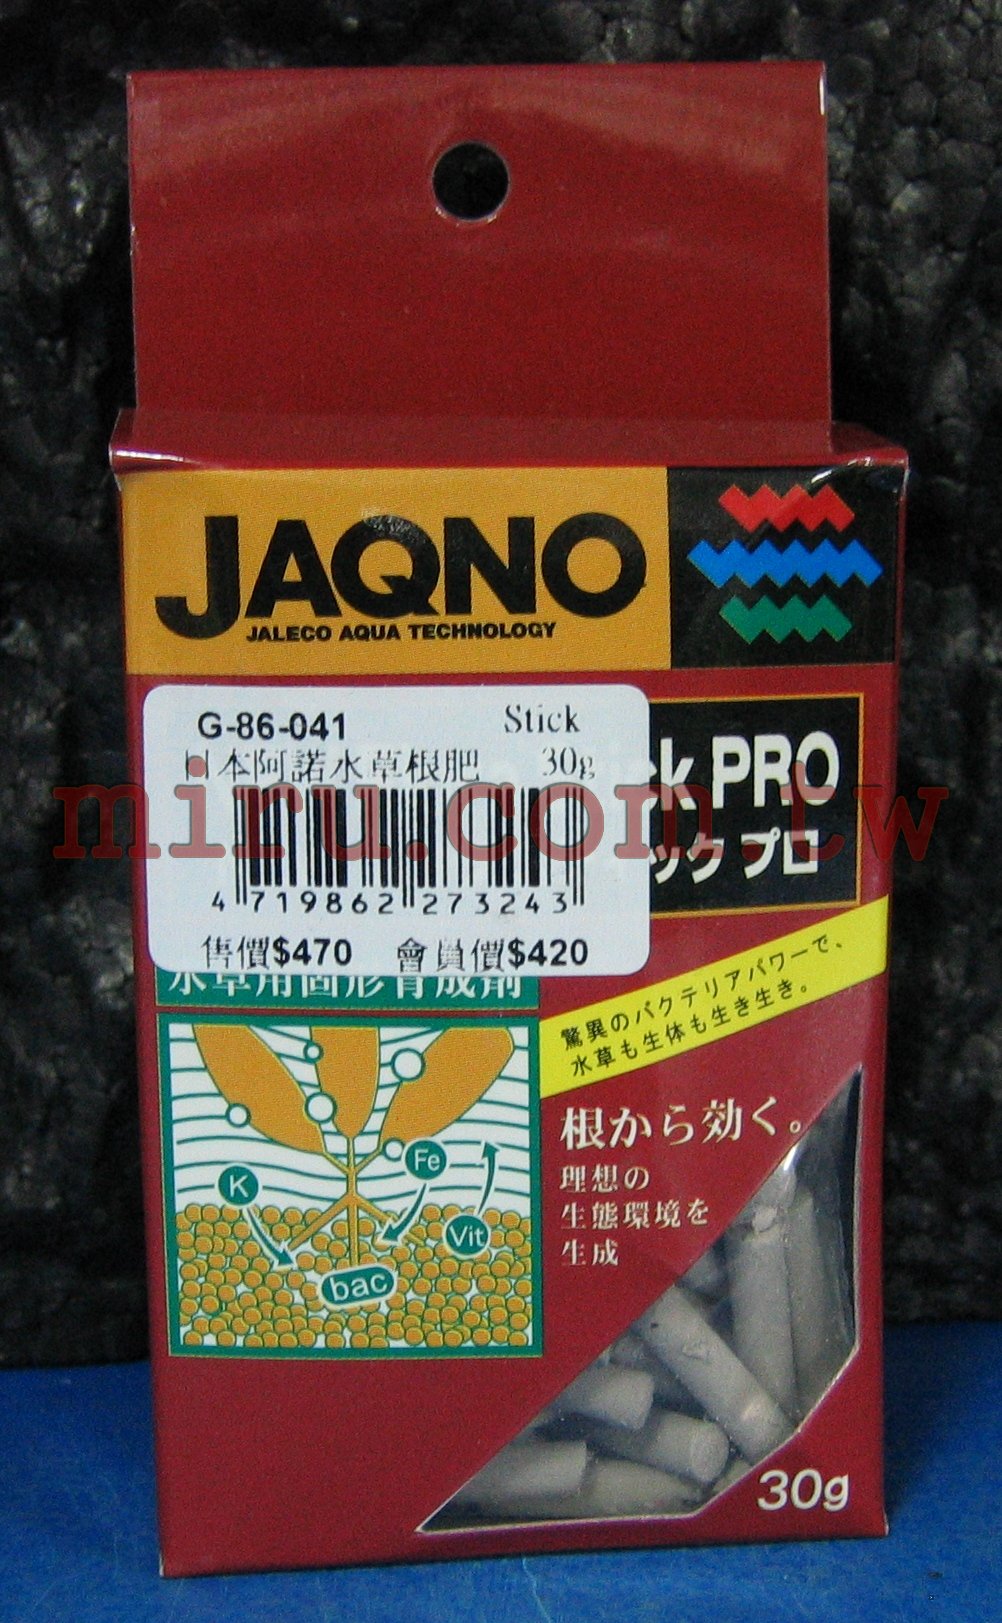 JAQNO
JALECO AQUA TECHNOLOGY
G-86-041 Stick
日本阿諾水草根肥 30g
ck PRO
ック プロ
miru.com.tw
4 719862 273243
售價$470 會員價$420
水草用固形育成剤
驚異のバクテリアパワーで、
水草も生体も生き生き。
根から効く。
理想の
生態環境を
生成
K
Fe
Vit
bac
30g